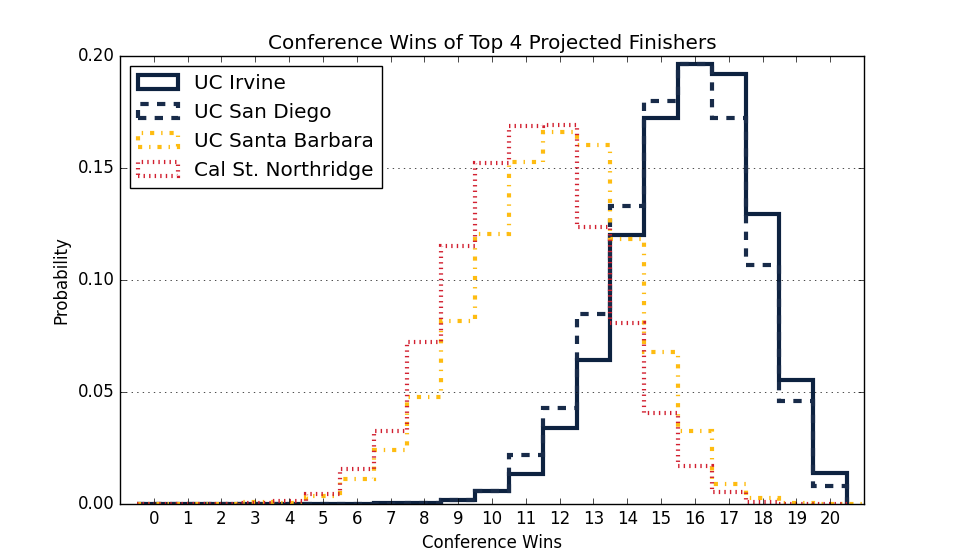 Conference Wins of Top 4 Projected Finishers
0.20
UC Irvine
UC San Diego
UC Santa Barbara
0.15
Cal St. Northridge
Probability
0.10
0.05
0.00
0 1 2 3 4 5 6 7 8 9 10 11 12 13 14 15 16 17 18 19 20
Conference Wins